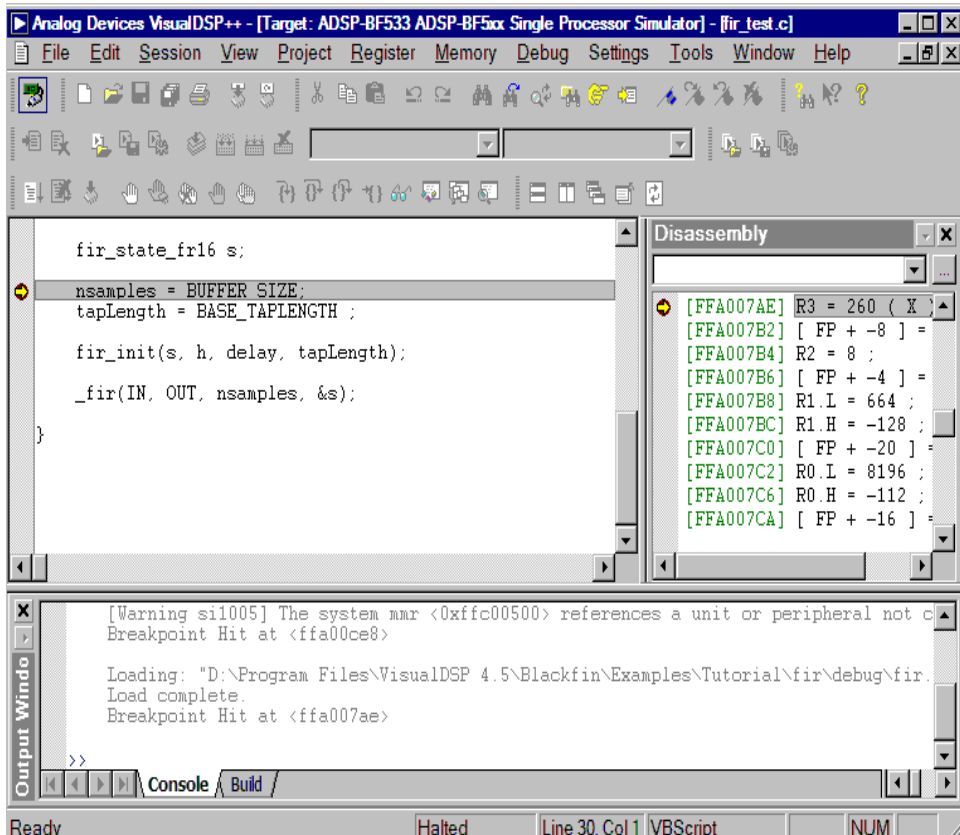 Analog Devices VisualDSP++ - [Target: ADSP-BF533 ADSP-BF5xx Single Processor Simulator] - [fir_test.c]
File Edit Session View Project Register Memory Debug Settings Tools Window Help
fir_state_fr16 s;
nsamples = BUFFER_SIZE;
tapLength = BASE_TAPLENGTH ;
fir_init(s, h, delay, tapLength);
_fir(IN, OUT, nsamples, &s);
}
Disassembly
...
[FFA007AE] R3 = 260 ( X )
[FFA007B2] [ FP + -8 ] =
[FFA007B4] R2 = 8 ;
[FFA007B6] [ FP + -4 ] =
[FFA007B8] R1.L = 664 ;
[FFA007BC] R1.H = -128 ;
[FFA007C0] [ FP + -20 ] =
[FFA007C2] R0.L = 8196 ;
[FFA007C6] R0.H = -112 ;
[FFA007CA] [ FP + -16 ] =
Output Windo
[Warning si1005] The system mmr <0xffc00500> references a unit or peripheral not c
Breakpoint Hit at <ffa00ce8>
Loading: "D:\Program Files\VisualDSP 4.5\Blackfin\Examples\Tutorial\fir\debug\fir.
Load complete.
Breakpoint Hit at <ffa007ae>
>>
Console Build
Ready Halted Line 30, Col 1 VBScript NUM